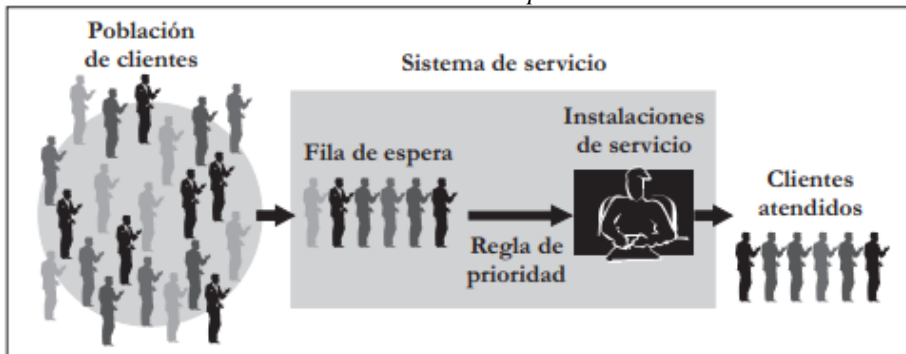 Población
de clientes
Sistema de servicio
Fila de espera
Instalaciones
de servicio
Regla de
prioridad
Clientes
atendidos